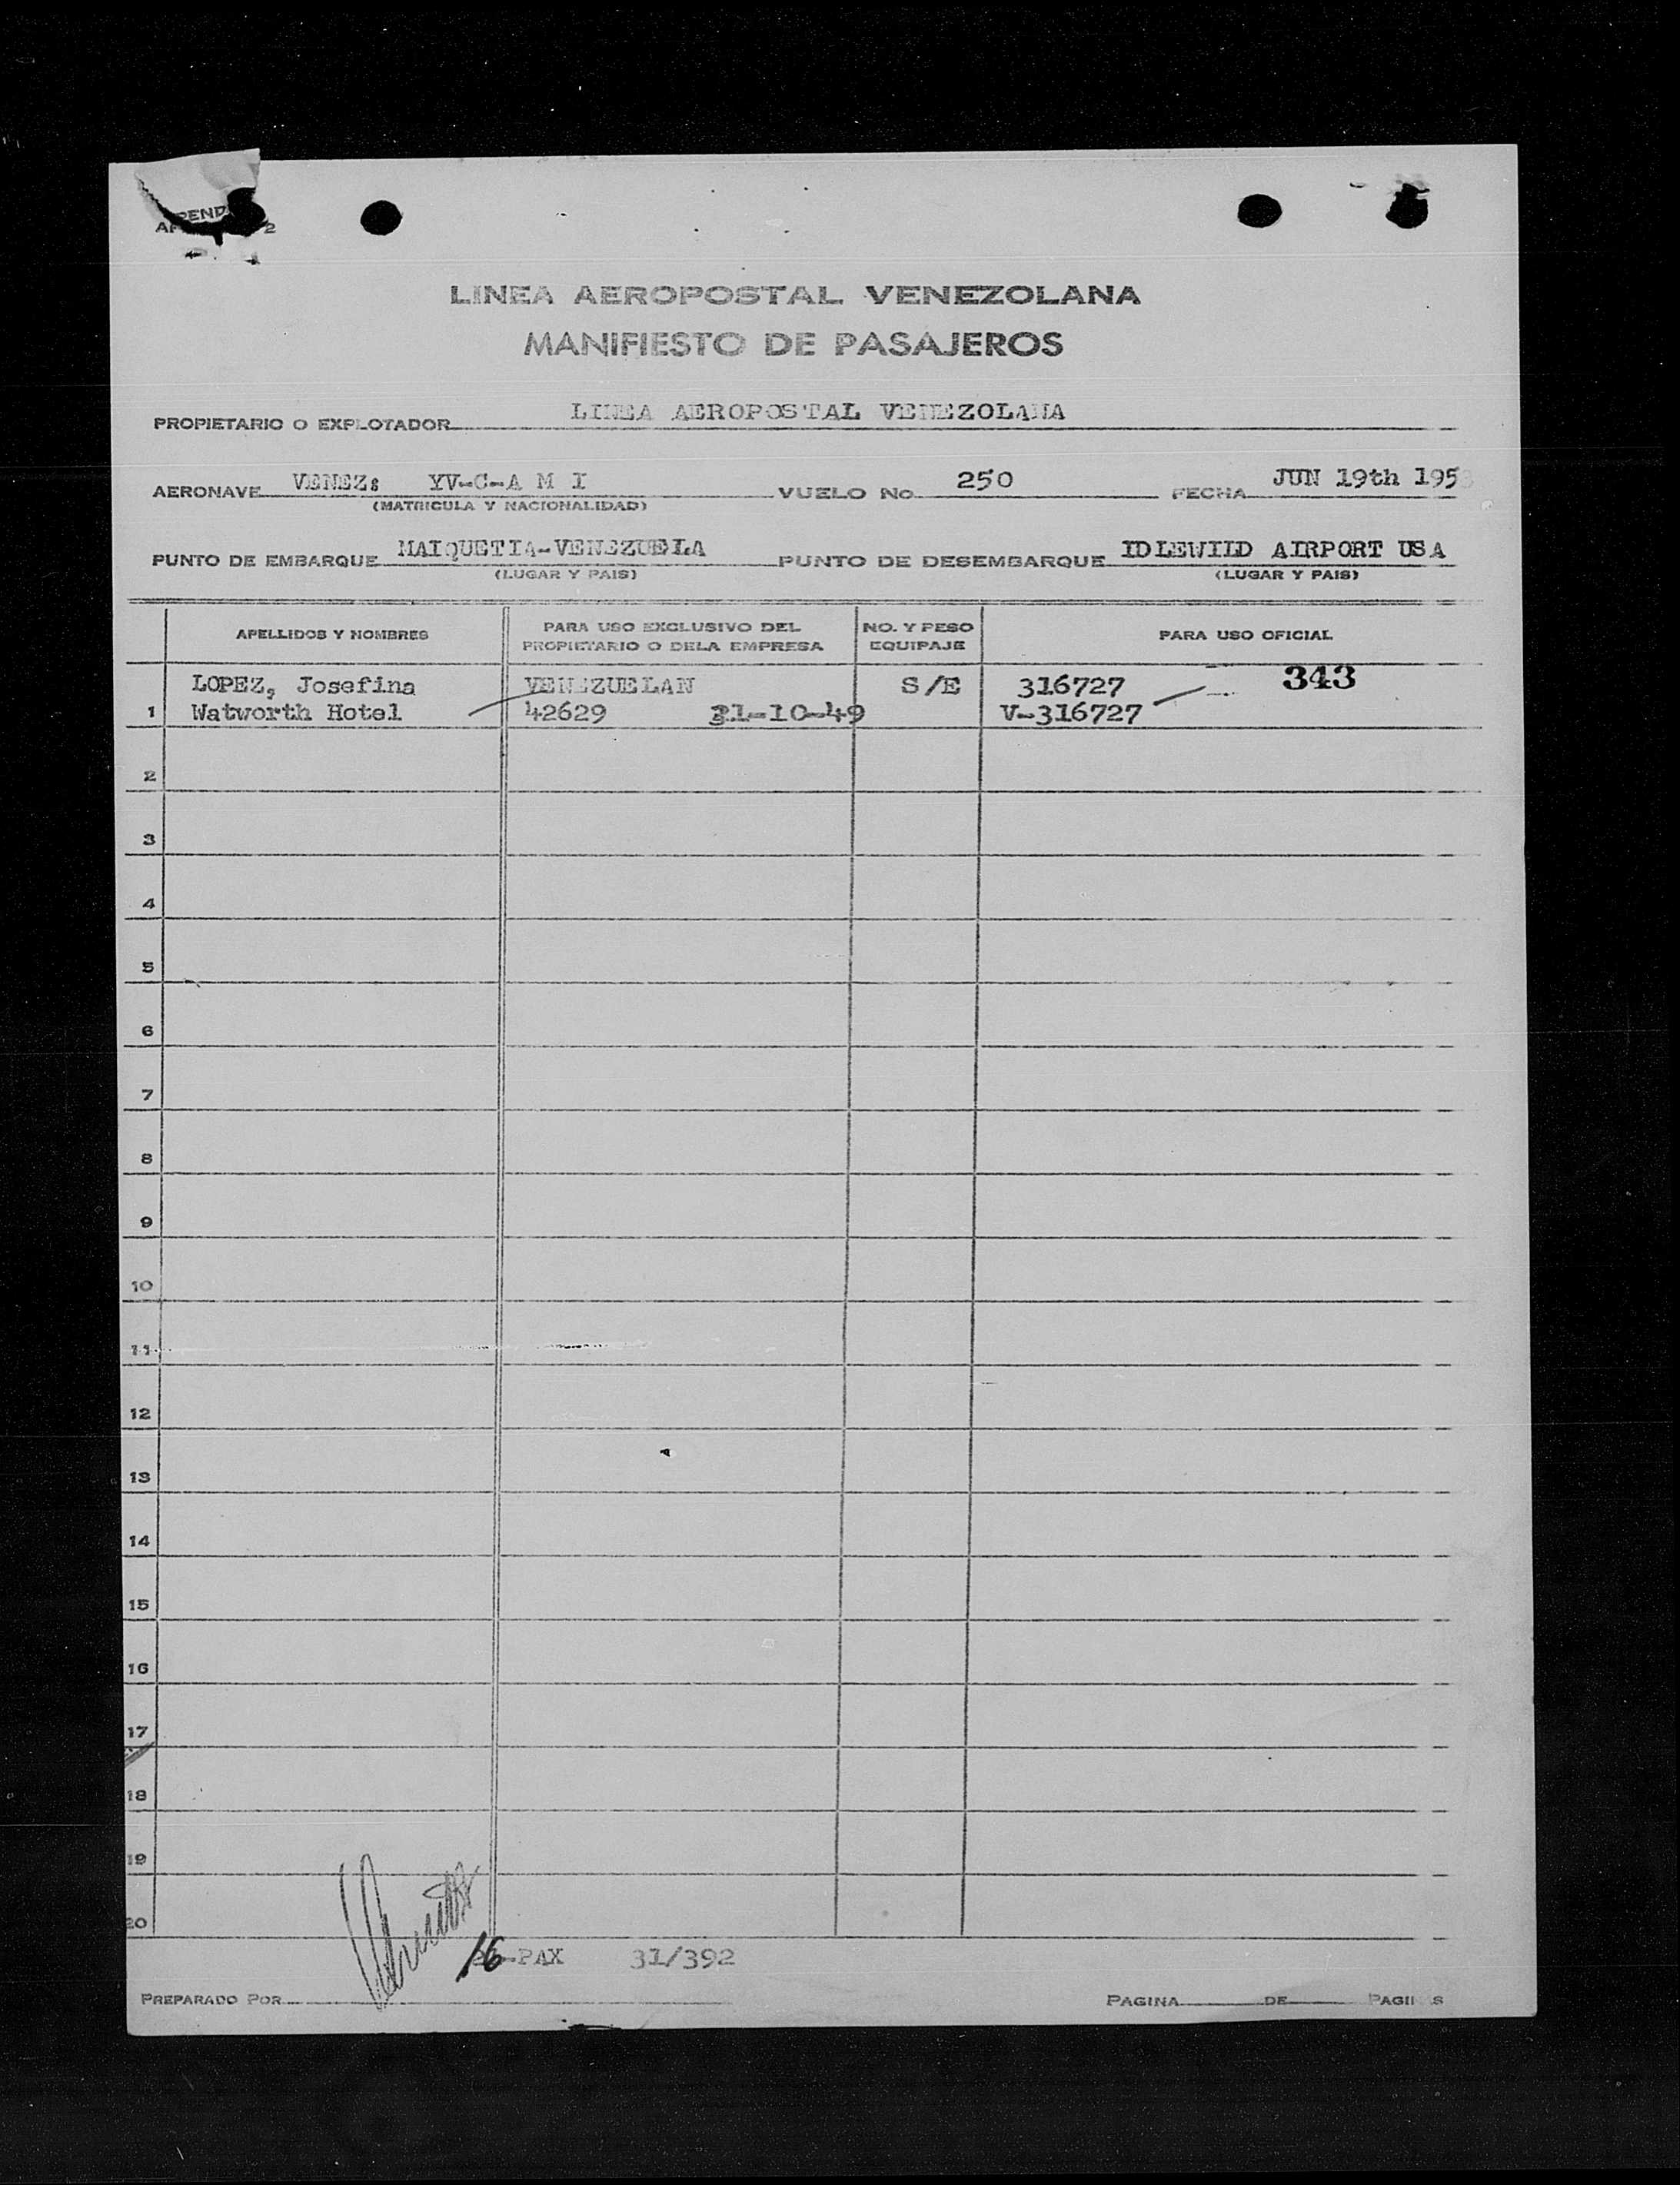 LINEA AEROPOSTAL VENEZOLANA
MANIFIESTO DE PASAJEROS
PROPIETARIO O EXPLOTADOR LINEA AEROPOSTAL VENEZOLANA
AERONAVE VENEZ: YV-C-A M I VUELO No. 250 FECHA JUN 19th 195
(MATRICULA Y NACIONALIDAD)
PUNTO DE EMBARQUE MAIQUETIA-VENEZUELA PUNTO DE DESEMBARQUE IDLEWILD AIRPORT USA
(LUGAR Y PAIS) (LUGAR Y PAIS)
APELLIDOS Y NOMBRES PARA USO EXCLUSIVO DEL PROPIETARIO O DELA EMPRESA NO. Y PESO EQUIPAJE PARA USO OFICIAL
LOPEZ, Josefina VENEZUELAN S/E 316727 343
1 Watworth Hotel 42629 -10-49 V-316727
2
3
4
5
6
7
8
9
10
11
12
13
14
15
16
17
18
19
20
16 -PAX 31/392
PREPARADO POR PAGINA DE